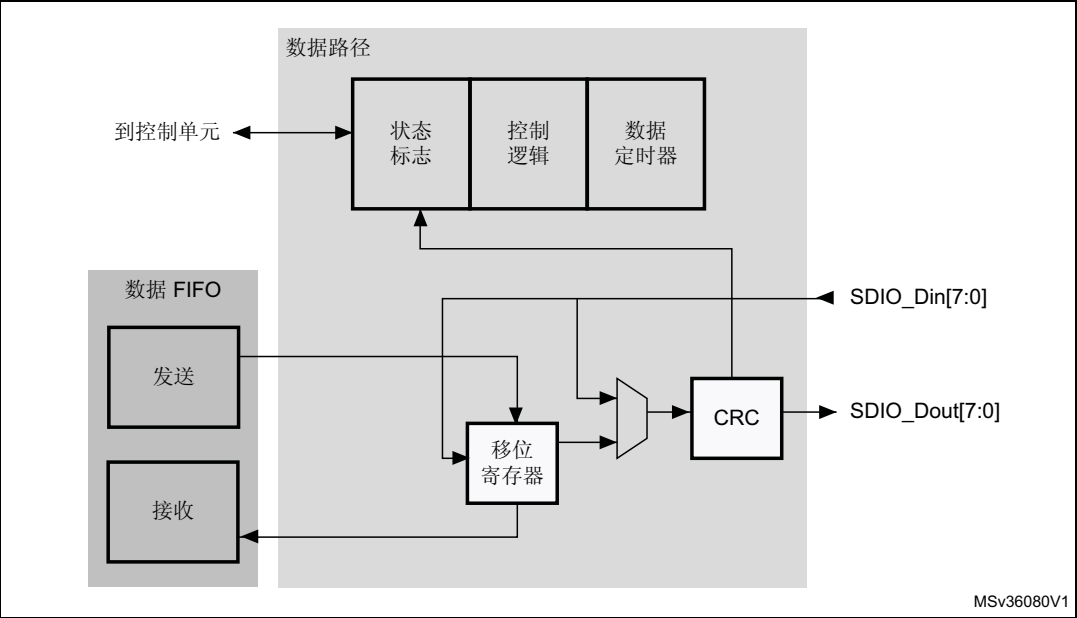 数据路径
到控制单元
状态
标志
控制
逻辑
数据
定时器
数据 FIFO
SDIO_Din[7:0]
发送
CRC
SDIO_Dout[7:0]
移位
寄存器
接收
MSv36080V1